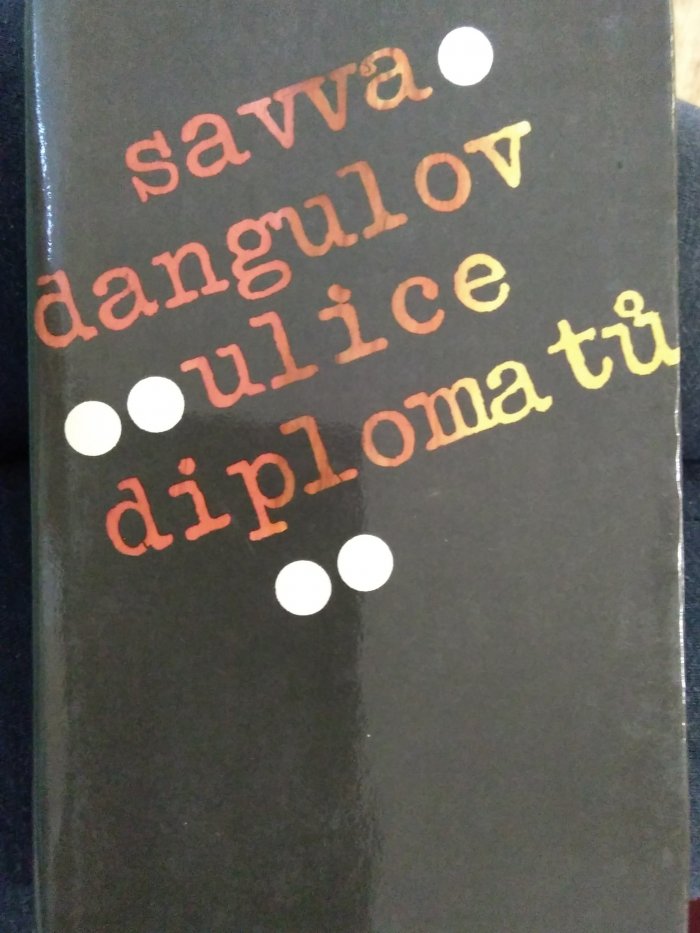 savva
dangulov
ulice
diplomatů